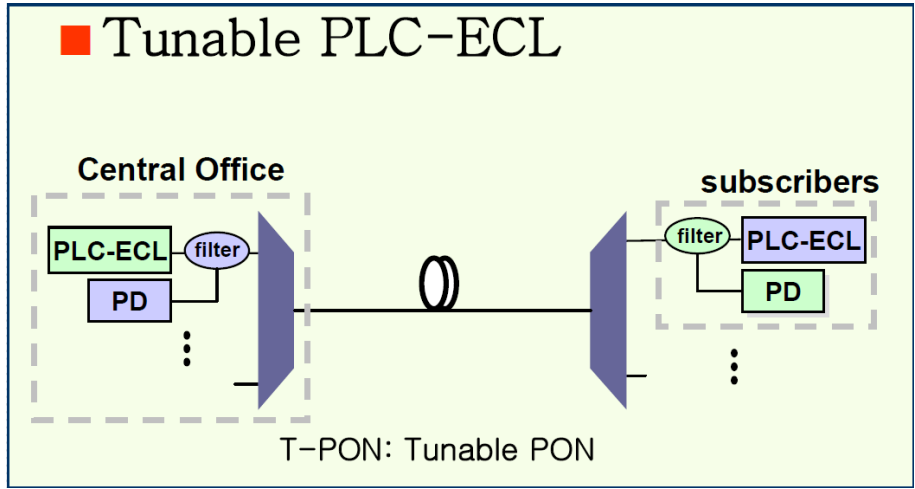 Tunable PLC-ECL
Central Office
subscribers
PLC-ECL
filter
PD
filter
PLC-ECL
PD
T-PON: Tunable PON